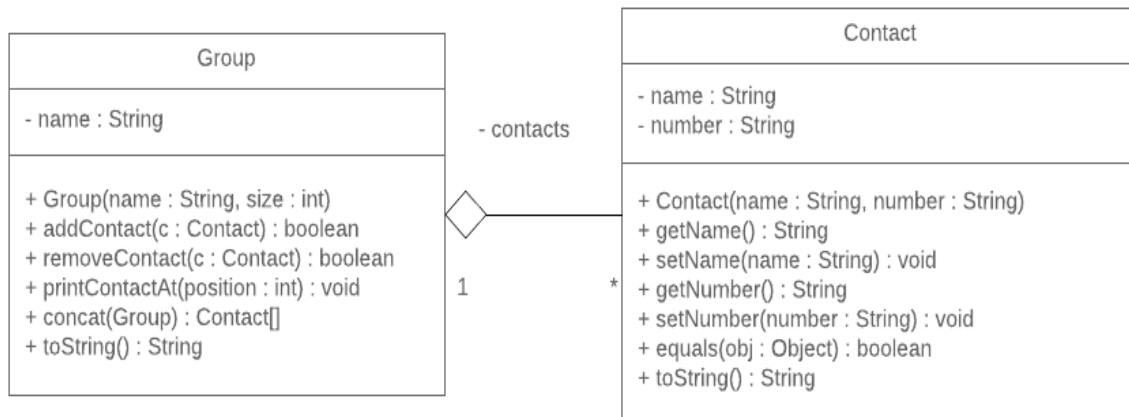 Group
- name : String
+ Group(name : String, size : int)
+ addContact(c : Contact) : boolean
+ removeContact(c : Contact) : boolean
+ printContactAt(position : int) : void
+ concat(Group) : Contact[]
+ toString() : String
- contacts
1
*
Contact
- name : String
- number : String
+ Contact(name : String, number : String)
+ getName() : String
+ setName(name : String) : void
+ getNumber() : String
+ setNumber(number : String) : void
+ equals(obj : Object) : boolean
+ toString() : String